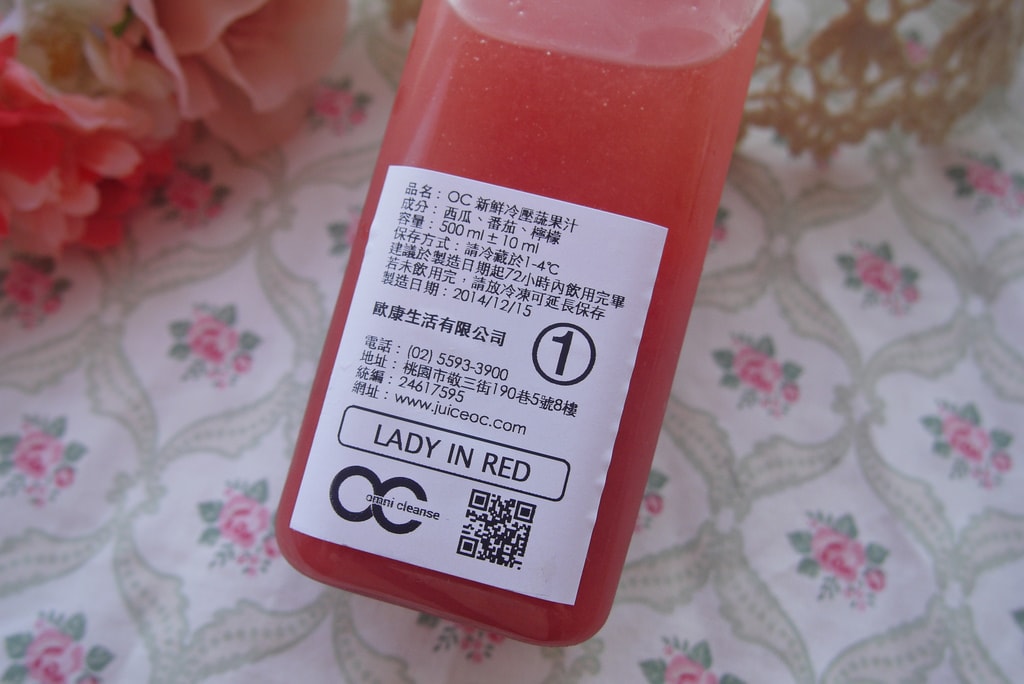 品名：OC 新鮮冷壓蔬果汁
成分：西瓜、番茄、檸檬
容量：500 ml ± 10 ml
保存方式：請冷藏於1-4℃
建議於製造日期起72小時內飲用完畢
若未飲用完，請放冷凍可延長保存
製造日期：2014/12/15
歐康生活有限公司
1
電話：(02) 5593-3900
地址：桃園市敬三街190巷5號8樓
統編：24617595
網址：www.juiceoc.com
LADY IN RED
OC
omni cleanse